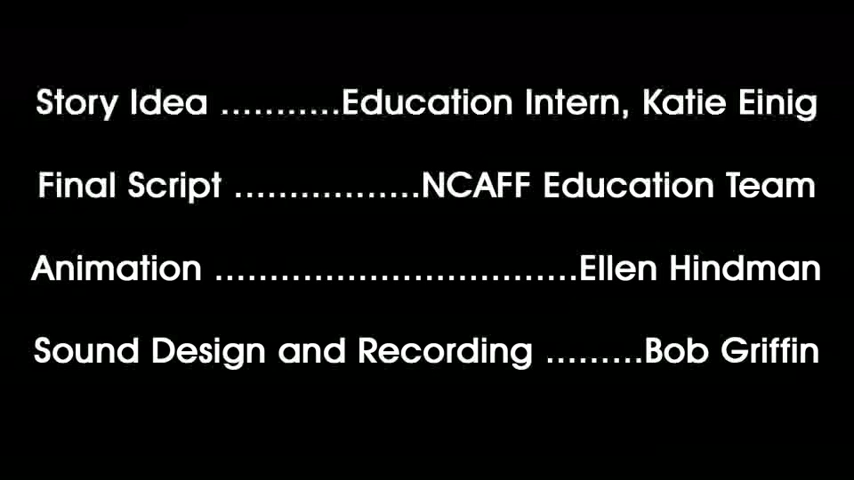 Story Idea ...........Education Intern, Katie Einig
Final Script .................NCAFF Education Team
Animation .................................Ellen Hindman
Sound Design and Recording .........Bob Griffin